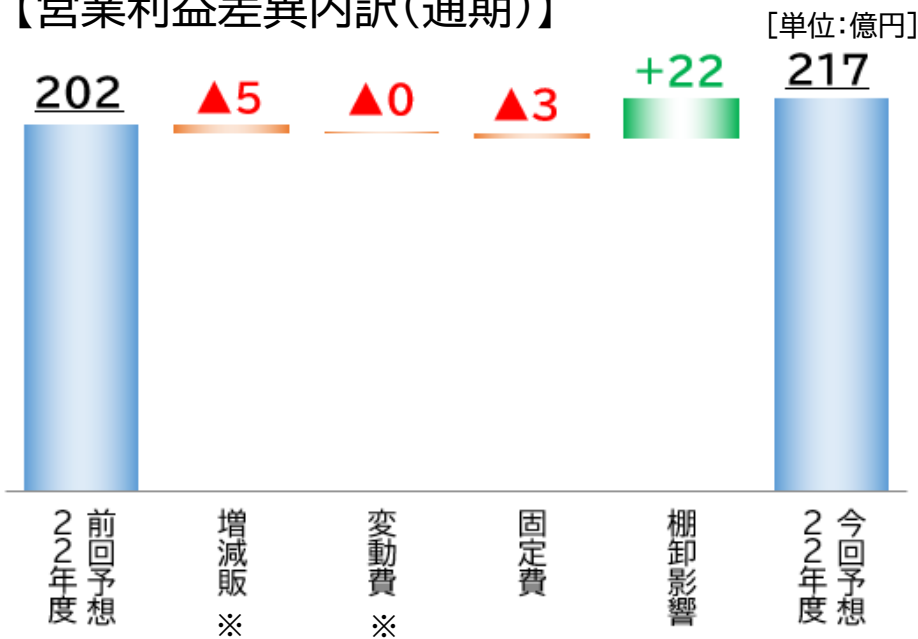 【営業利益差異内訳(通期)】
[単位:億円]
202
▲5
▲0
▲3
+22
217
前回予想
22年度
増減販
※
変動費
※
固定費
棚卸影響
今回予想
22年度